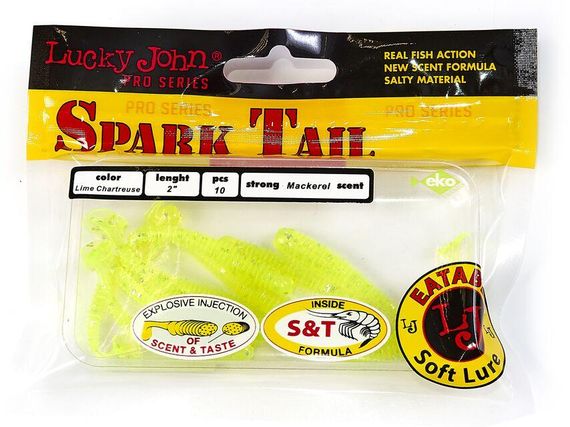 Lucky John®
PRO SERIES
REAL FISH ACTION
NEW SCENT FORMULA
SALTY MATERIAL
PRO SERIES
PRO SERIES
SPARK TAIL
color
Lime Chartreuse
lenght
2"
pcs
10
strong Mackerel scent
eko
EXPLOSIVE INJECTION
OF
SCENT & TASTE
INSIDE
S&T
FORMULA
LJ
LJ
LJ
Soft Lure